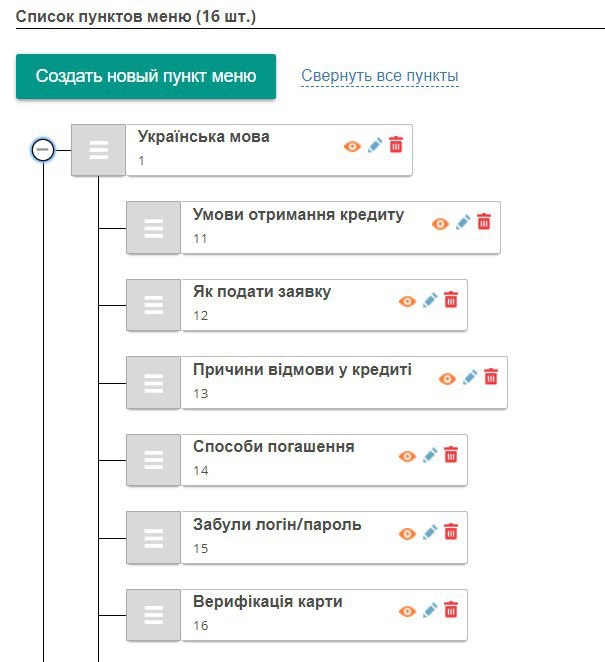 Список пунктов меню (16 шт.)
Создать новый пункт меню Свернуть все пункты
Українська мова
1
Умови отримання кредиту
11
Як подати заявку
12
Причини відмови у кредиті
13
Способи погашення
14
Забули логін/пароль
15
Верифікація карти
16